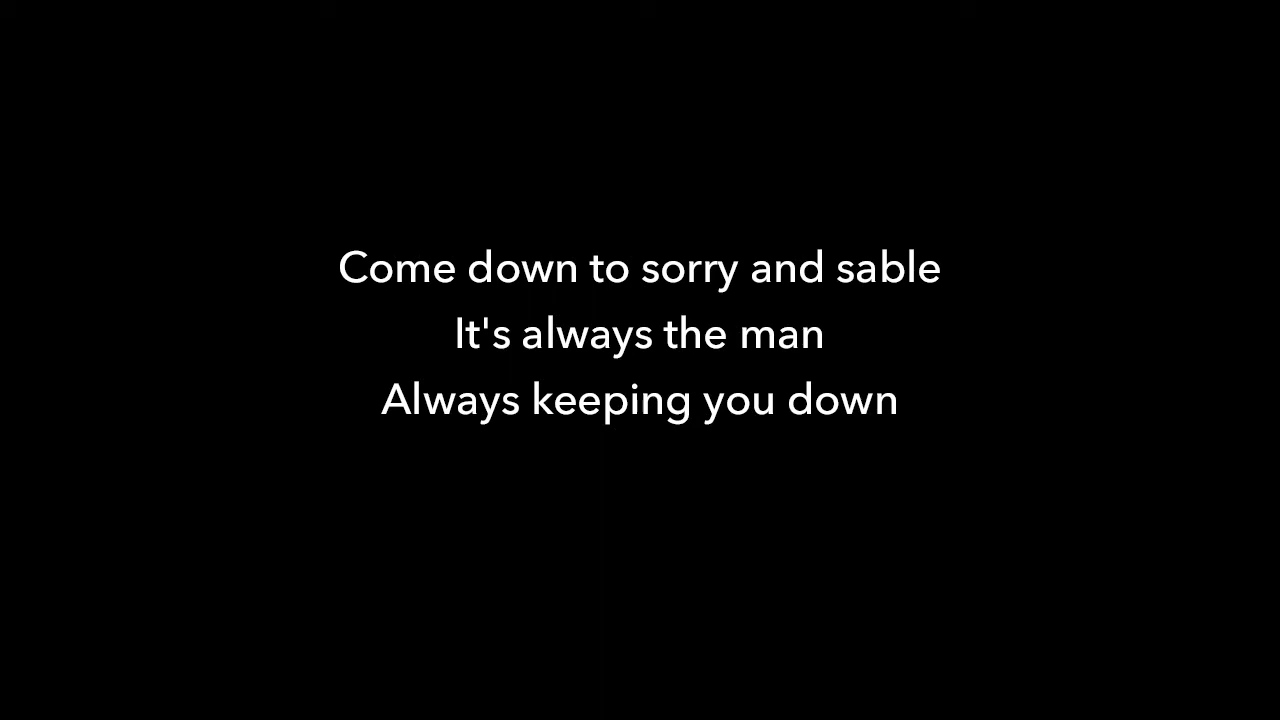 Come down to sorry and sable
It's always the man
Always keeping you down